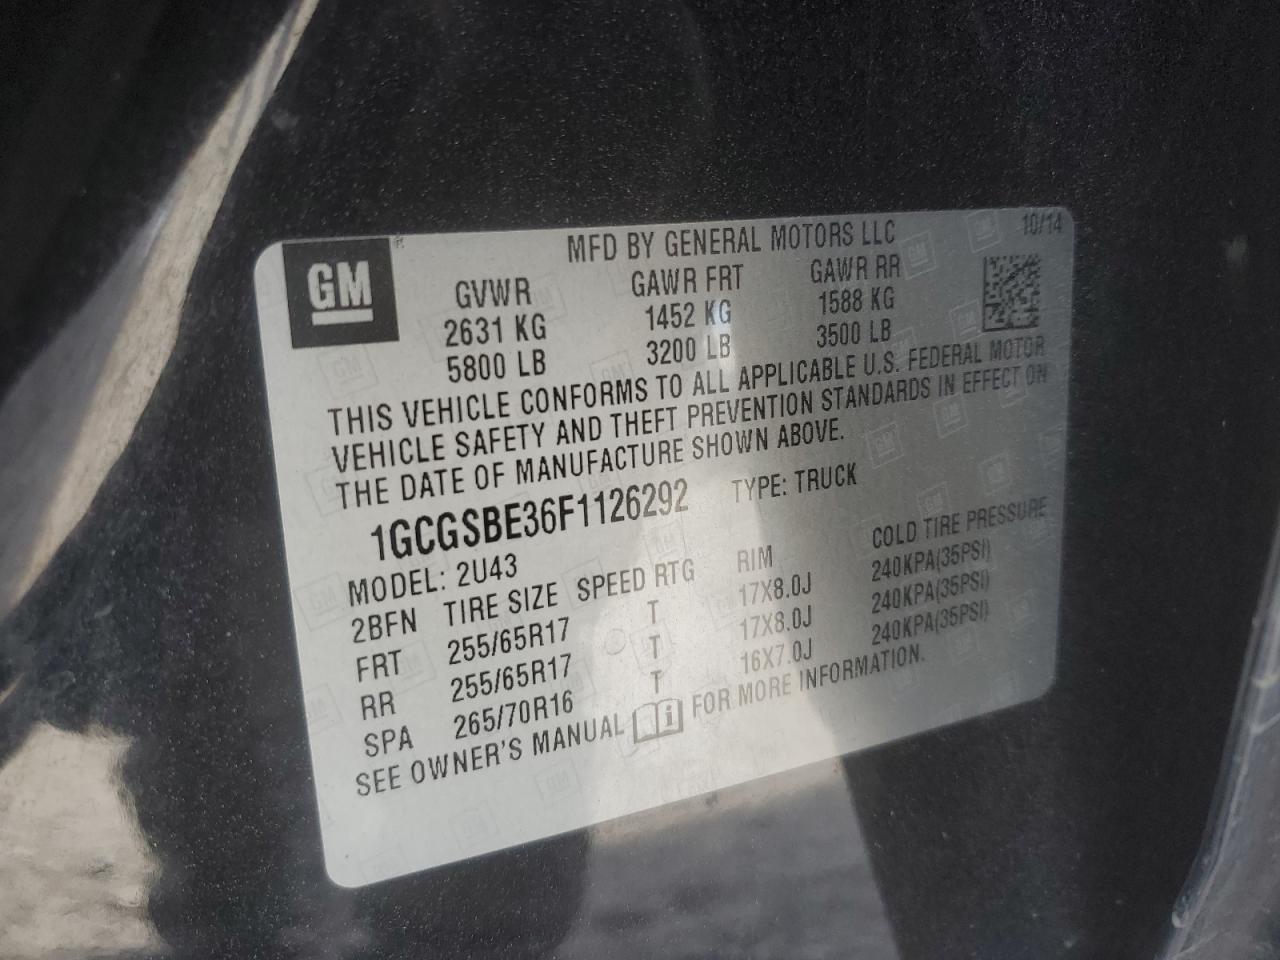 MFD BY GENERAL MOTORS LLC 10/14
GM ®
GVWR GAWR FRT GAWR RR
2631 KG 1452 KG 1588 KG
5800 LB 3200 LB 3500 LB
THIS VEHICLE CONFORMS TO ALL APPLICABLE U.S. FEDERAL MOTOR
VEHICLE SAFETY AND THEFT PREVENTION STANDARDS IN EFFECT ON
THE DATE OF MANUFACTURE SHOWN ABOVE.
1GCGSBE36F1126292 TYPE: TRUCK
MODEL: 2U43
2BFN TIRE SIZE SPEED RTG RIM COLD TIRE PRESSURE
FRT 255/65R17 T 17X8.0J 240KPA(35PSI)
RR 255/65R17 T 17X8.0J 240KPA(35PSI)
SPA 265/70R16 T 16X7.0J 240KPA(35PSI)
SEE OWNER'S MANUAL i FOR MORE INFORMATION.